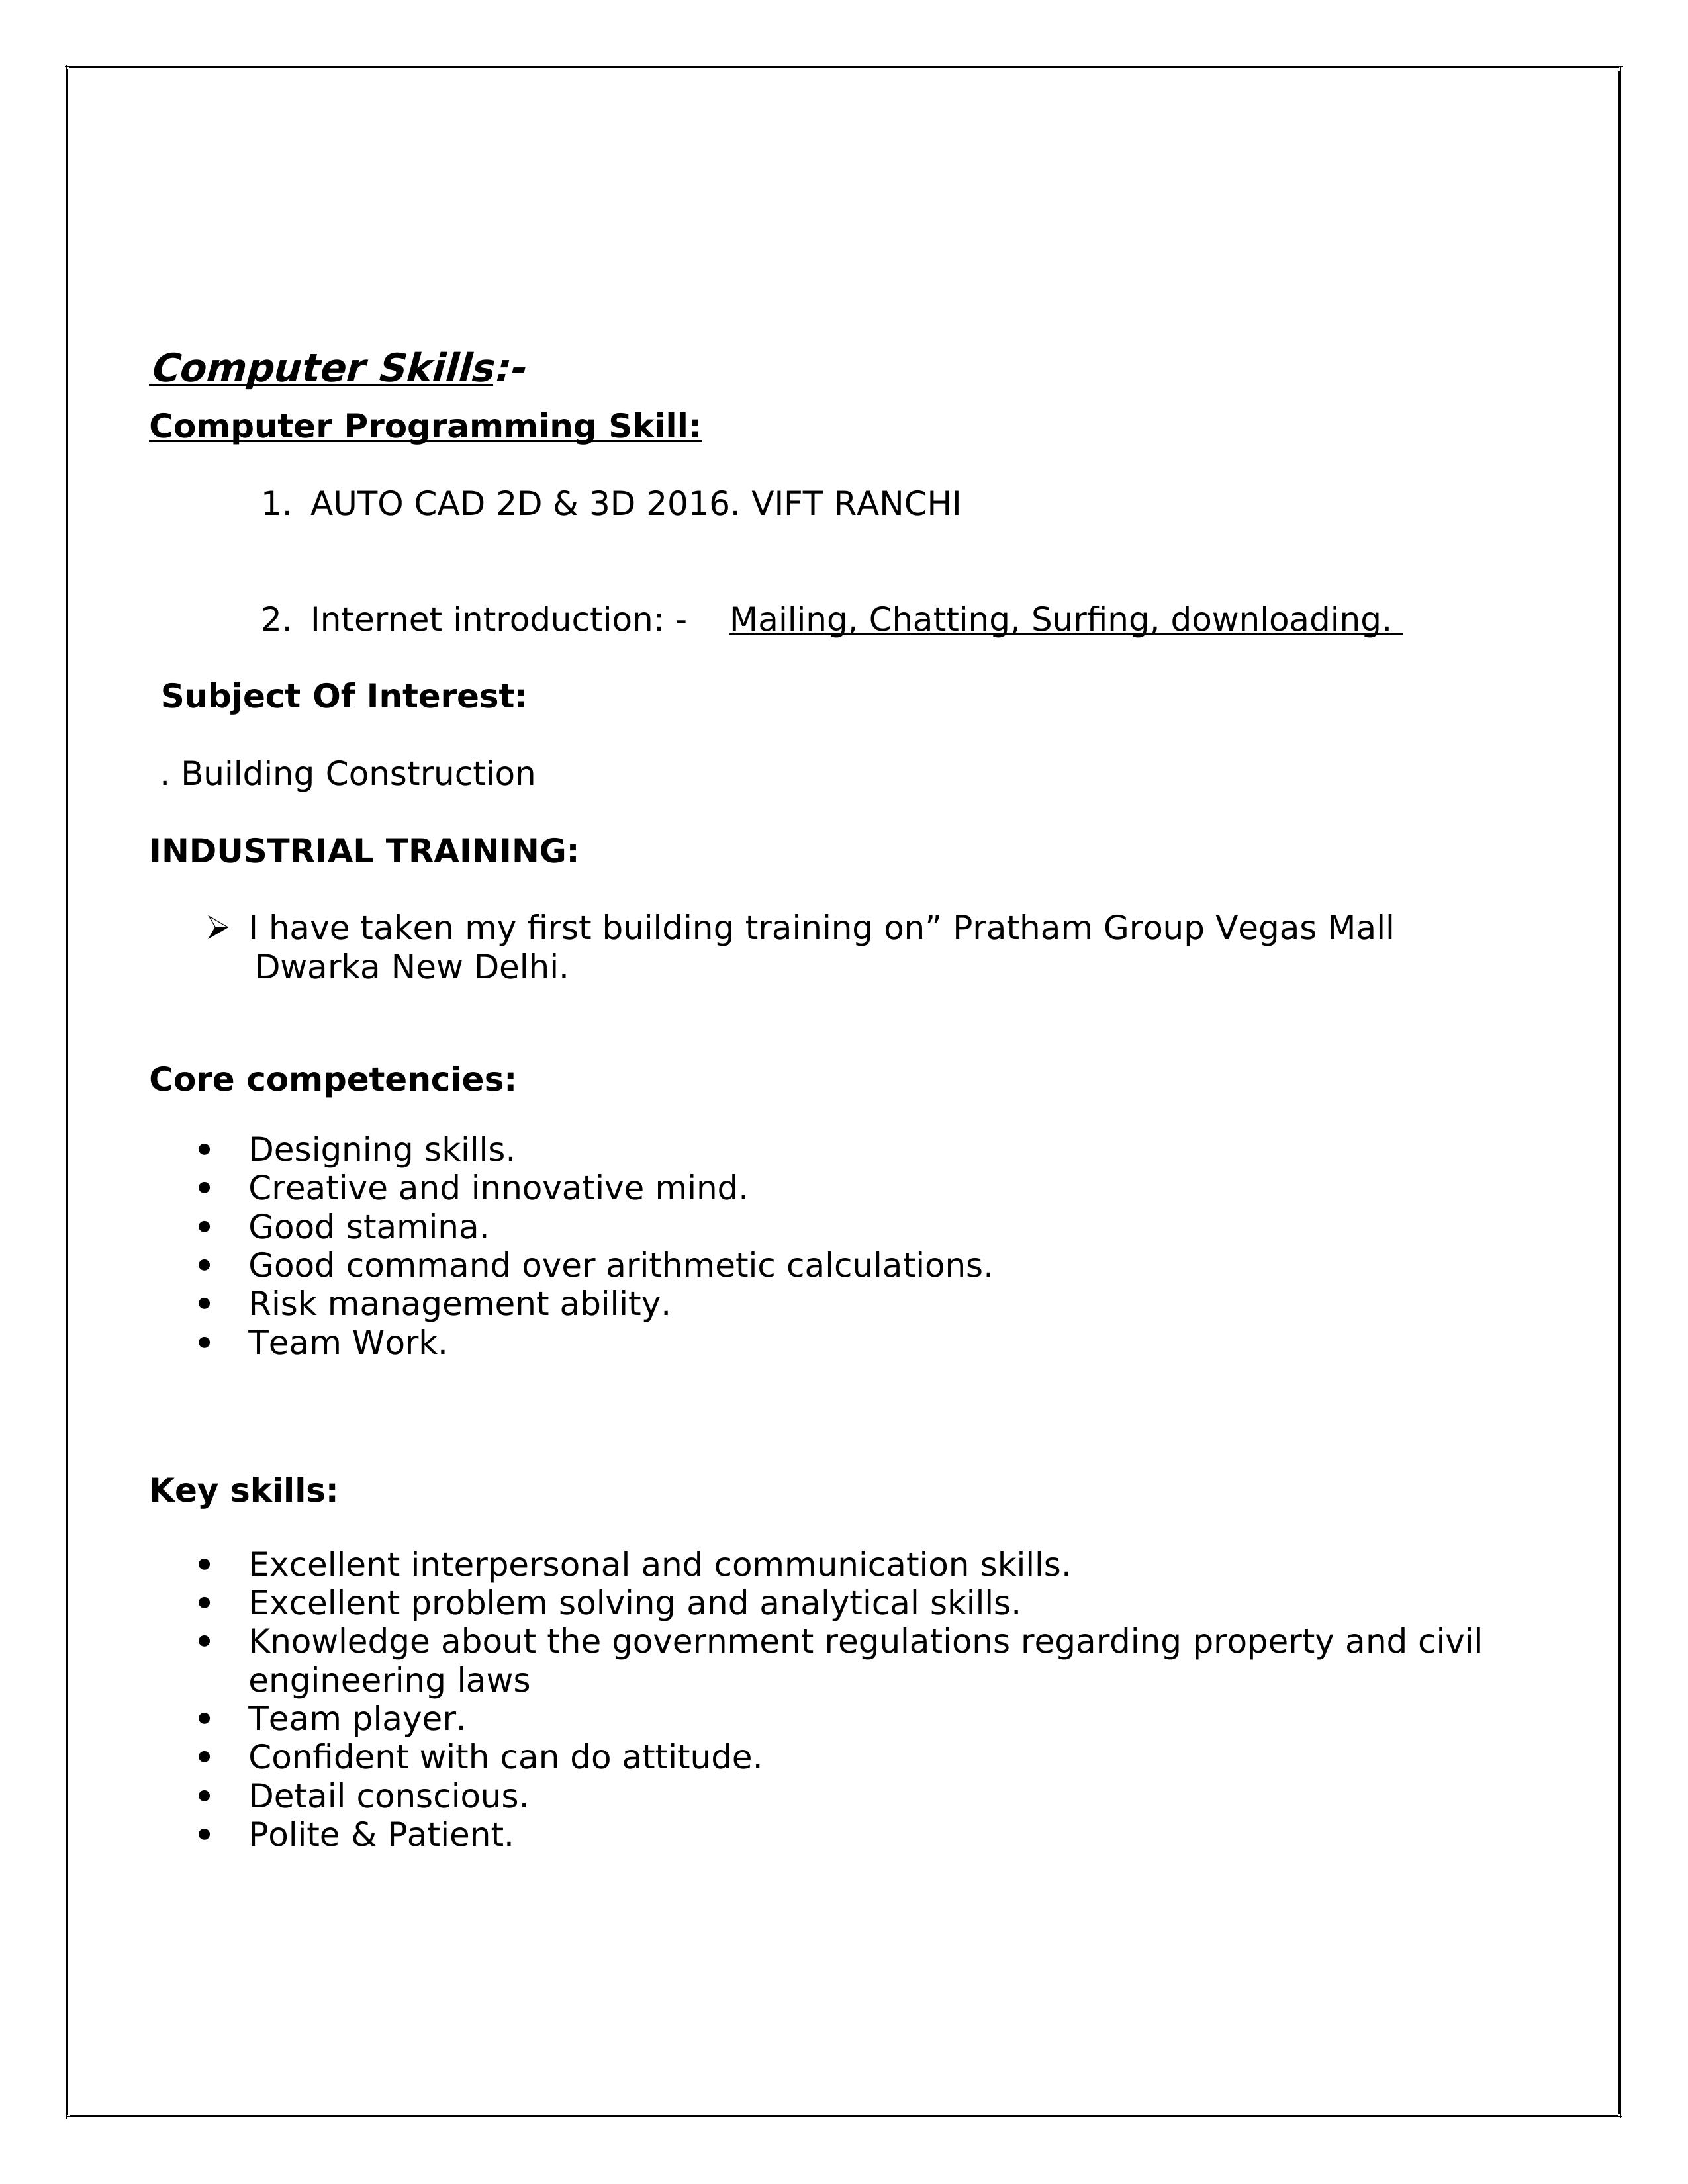 Computer Skills:-
Computer Programming Skill:
1. AUTO CAD 2D & 3D 2016. VIFT RANCHI
2. Internet introduction: - Mailing, Chatting, Surfing, downloading.
Subject Of Interest:
. Building Construction
INDUSTRIAL TRAINING:
➢ I have taken my first building training on” Pratham Group Vegas Mall
Dwarka New Delhi.
Core competencies:
• Designing skills.
• Creative and innovative mind.
• Good stamina.
• Good command over arithmetic calculations.
• Risk management ability.
• Team Work.
Key skills:
• Excellent interpersonal and communication skills.
• Excellent problem solving and analytical skills.
• Knowledge about the government regulations regarding property and civil
engineering laws
• Team player.
• Confident with can do attitude.
• Detail conscious.
• Polite & Patient.